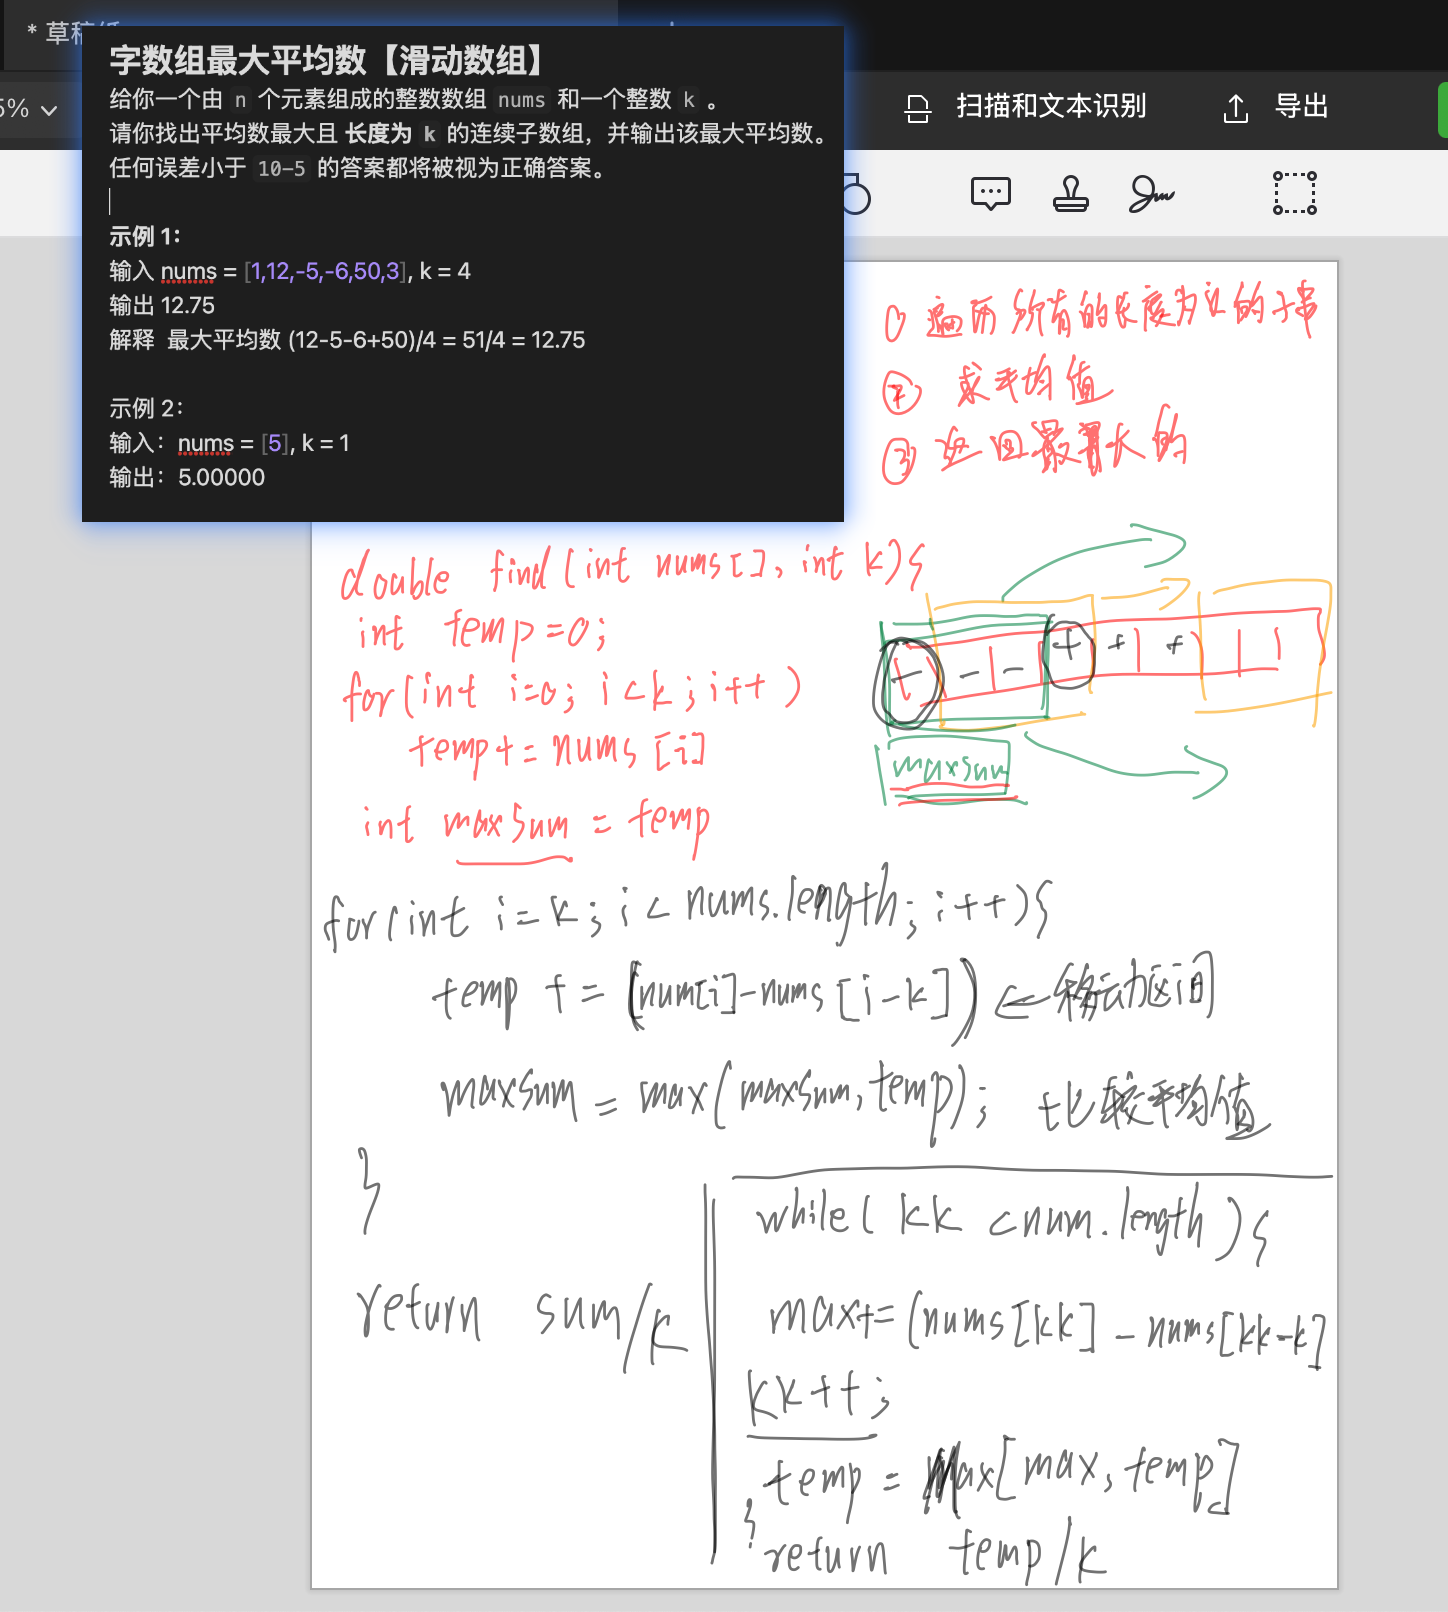 * 草稿纸
5%
扫描和文本识别
导出
字数组最大平均数【滑动数组】
给你一个由 n 个元素组成的整数数组 nums 和一个整数 k 。
请你找出平均数最大且 长度为 k 的连续子数组，并输出该最大平均数。
任何误差小于 10-5 的答案都将被视为正确答案。
示例 1：
输入 nums = [1,12,-5,-6,50,3], k = 4
输出 12.75
解释 最大平均数 (12-5-6+50)/4 = 51/4 = 12.75
示例 2：
输入：nums = [5], k = 1
输出：5.00000
① 遍历所有的长度为k的子串
② 求平均值
③ 返回最大的
double find(int nums[], int k){
int temp=0;
for(int i=0; i<k; i++)
temp+=nums[i]
int maxSum = temp
- - - + + +
maxsum
for(int i=k; i<nums.length; i++){
temp += (num[i]-nums[i-k]) ← 移动区间
maxSum = max(maxSum,temp); 比较平均值
}
return sum/k
while( kk <num.length ){
max+=(nums[kk] - nums[kk-k]
kk++;
temp = Max[max,temp]
}
return temp/k